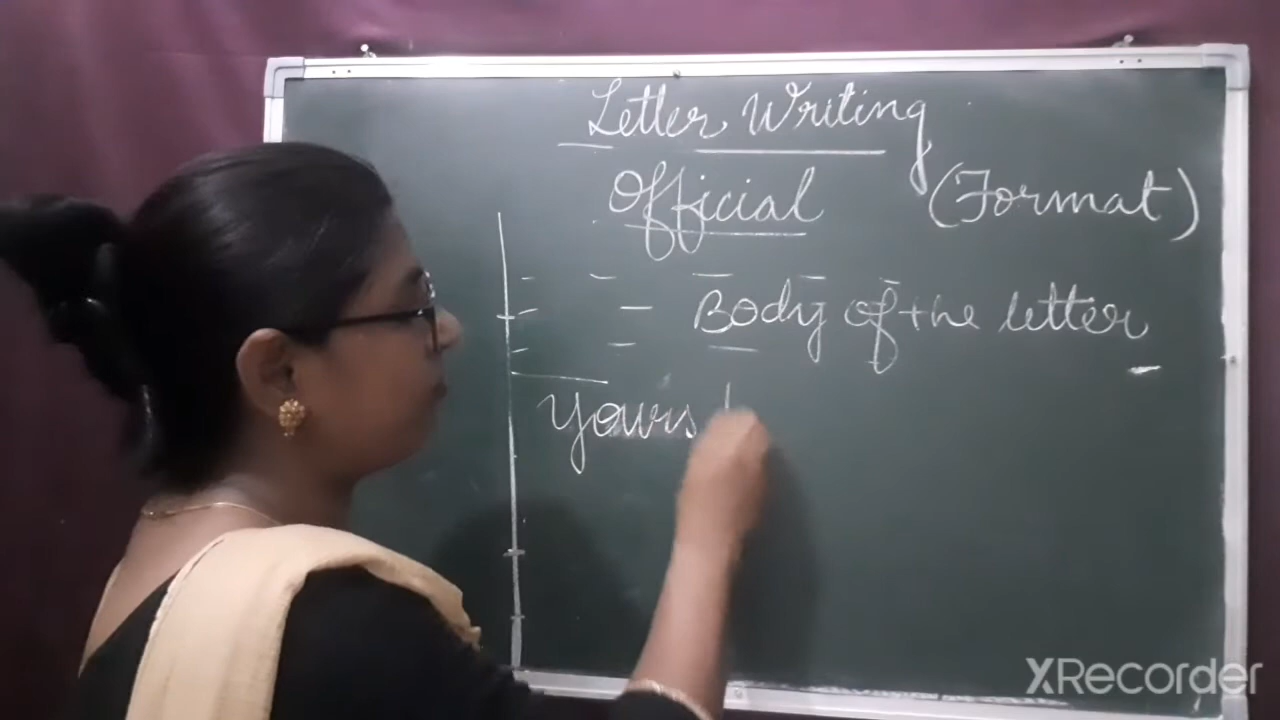 Letter Writing
Official (Format)
Body of the letter
Yours
XRecorder